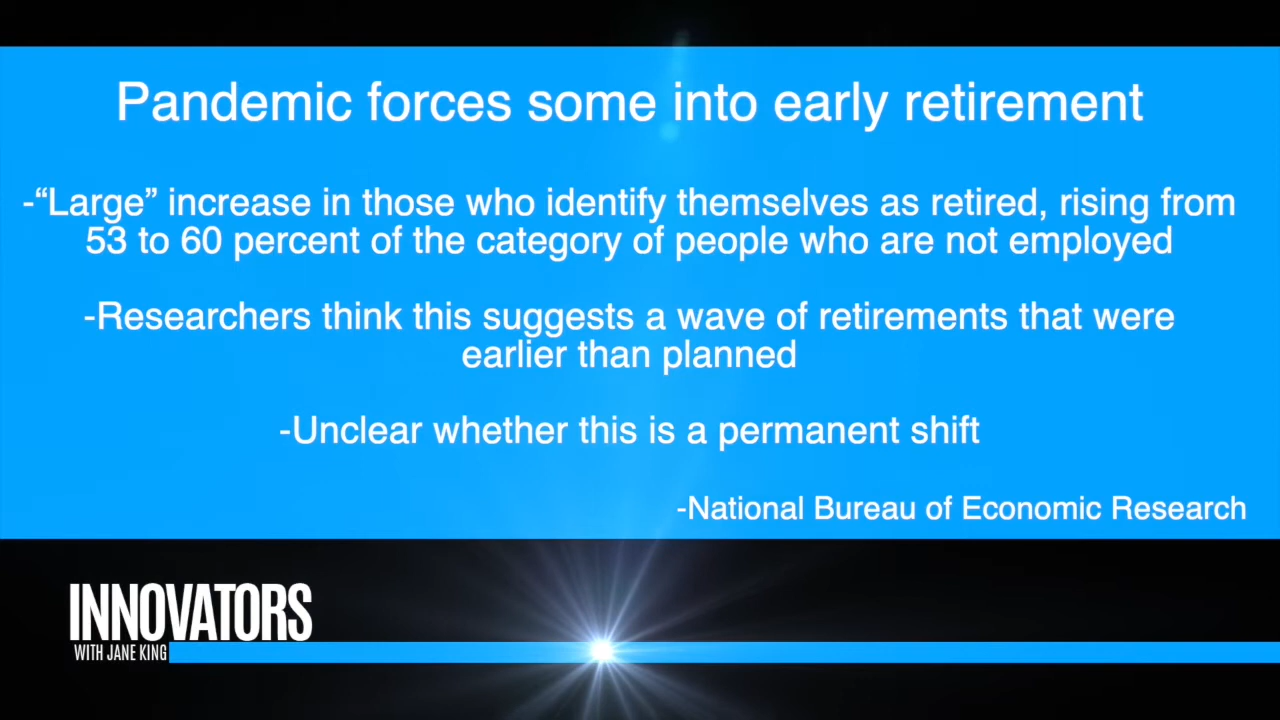 Pandemic forces some into early retirement
-“Large” increase in those who identify themselves as retired, rising from
53 to 60 percent of the category of people who are not employed
-Researchers think this suggests a wave of retirements that were
earlier than planned
-Unclear whether this is a permanent shift
-National Bureau of Economic Research
INNOVATORS
WITH JANE KING